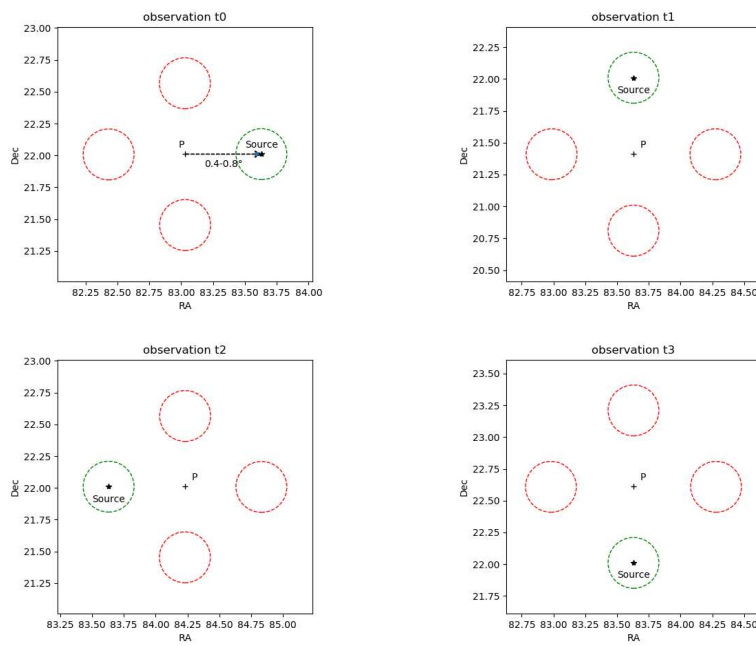 observation t0
23.00
22.75
22.50
22.25
22.00
21.75
21.50
21.25
Dec
P
Source
0.4-0.8°
82.25 82.50 82.75 83.00 83.25 83.50 83.75 84.00
RA
observation t1
22.25
22.00
21.75
21.50
21.25
21.00
20.75
20.50
Dec
Source
P
82.75 83.00 83.25 83.50 83.75 84.00 84.25 84.50
RA
observation t2
23.00
22.75
22.50
22.25
22.00
21.75
21.50
21.25
Dec
P
Source
83.25 83.50 83.75 84.00 84.25 84.50 84.75 85.00
RA
observation t3
23.50
23.25
23.00
22.75
22.50
22.25
22.00
21.75
Dec
P
Source
82.75 83.00 83.25 83.50 83.75 84.00 84.25 84.50
RA